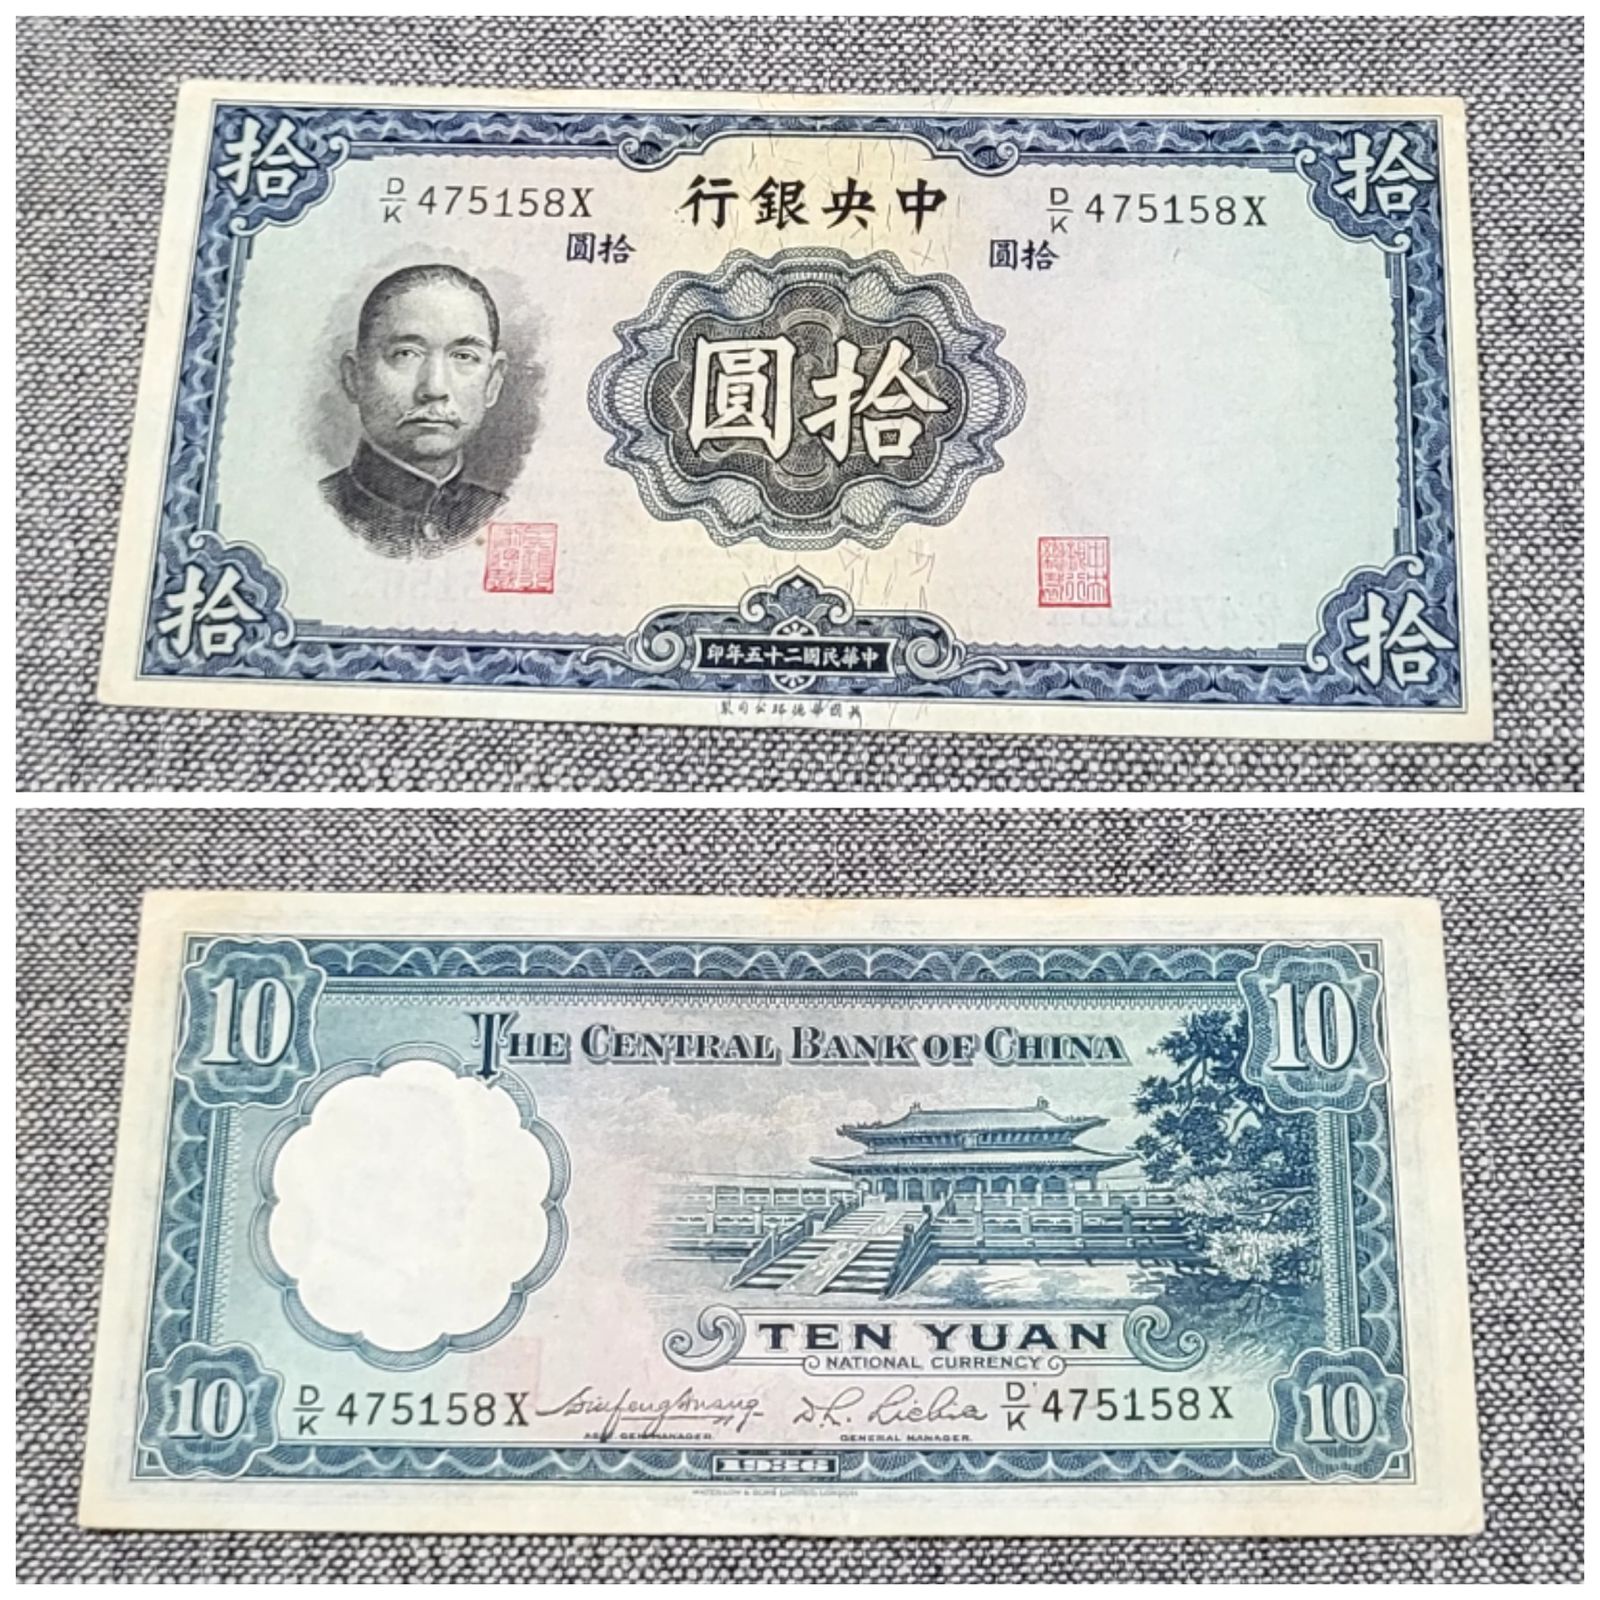 拾 拾
D/K 475158X 行銀央中 D/K 475158X
圓拾 圓拾
圓拾
拾 拾
印年五十二國民華中
製司公路德華國英
10 10
THE CENTRAL BANK OF CHINA
TEN YUAN
NATIONAL CURRENCY
10 10
D/K 475158X D/K 475158X
ASST. GEN. MANAGER. GENERAL MANAGER.
1936
WATERLOW & SONS LIMITED, LONDON